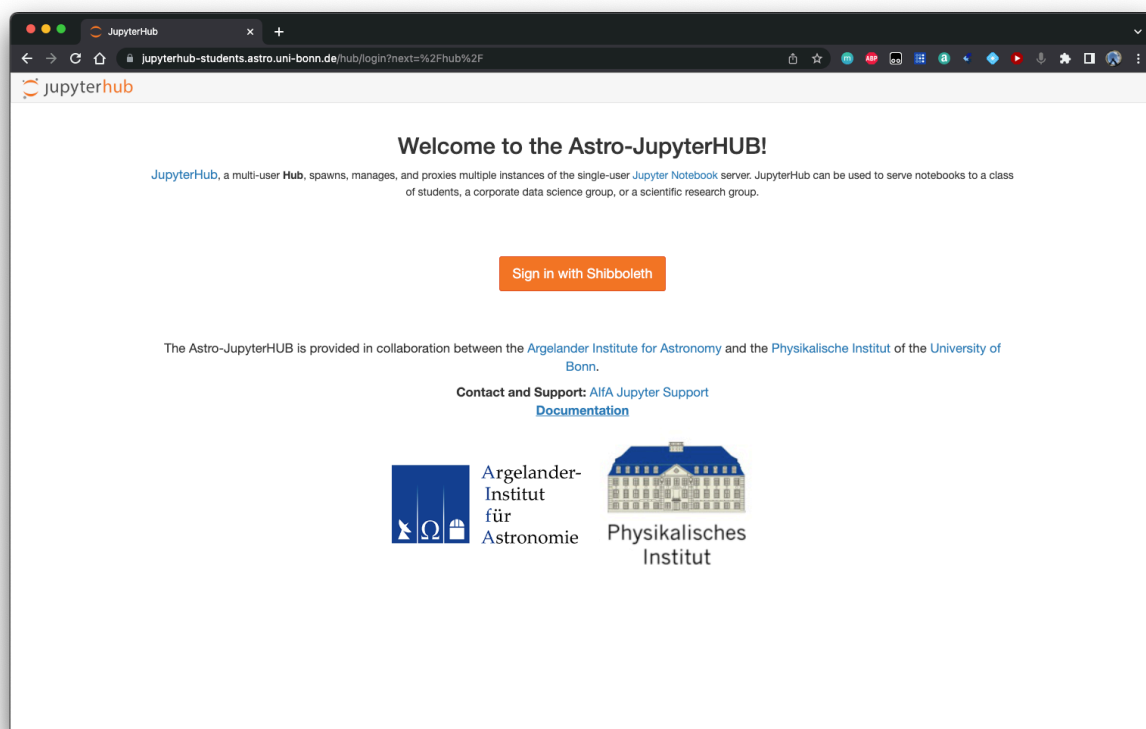 JupyterHub
jupyterhub-students.astro.uni-bonn.de/hub/login?next=%2Fhub%2F
ABP
jupyterhub
Welcome to the Astro-JupyterHUB!
JupyterHub, a multi-user Hub, spawns, manages, and proxies multiple instances of the single-user Jupyter Notebook server. JupyterHub can be used to serve notebooks to a class
of students, a corporate data science group, or a scientific research group.
Sign in with Shibboleth
The Astro-JupyterHUB is provided in collaboration between the Argelander Institute for Astronomy and the Physikalische Institut of the University of
Bonn.
Contact and Support: AIfA Jupyter Support
Documentation
Argelander-
Institut
für
Astronomie
Physikalisches
Institut